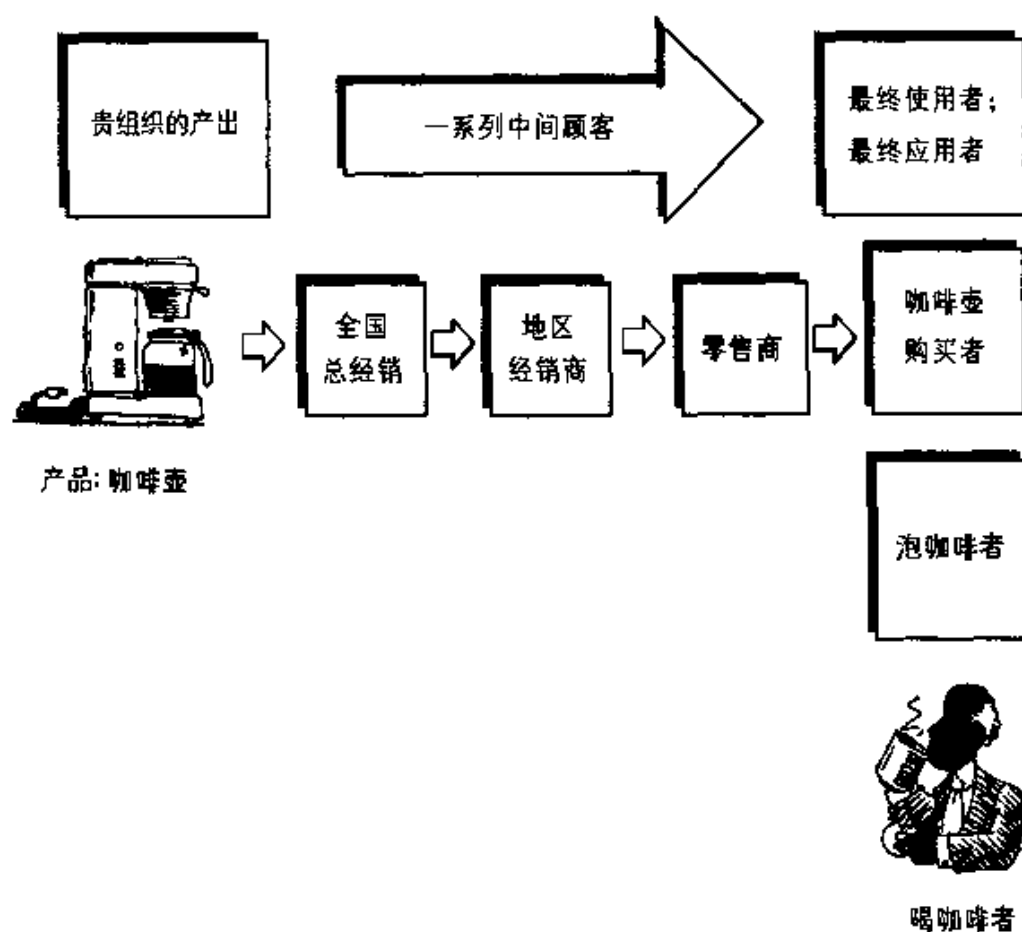 贵组织的产出
一系列中间顾客
最终使用者；
最终应用者
全国
总经销
地区
经销商
零售商
咖啡壶
购买者
产品：咖啡壶
泡咖啡者
喝咖啡者